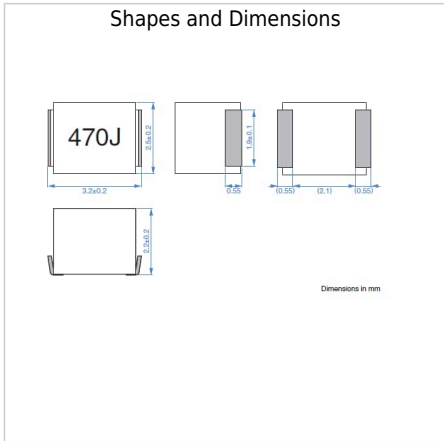 Shapes and Dimensions
470J
2.5±0.2
3.2±0.2
1.9±0.1
0.55
(0.55)
(2.1)
(0.55)
2.2±0.2
Dimensions in mm